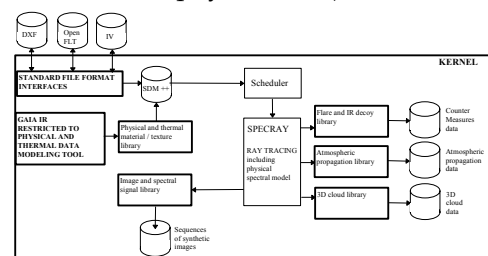 DXF
Open
FLT
IV
KERNEL
STANDARD FILE FORMAT
INTERFACES
SDM ++
Scheduler
GAIA IR
RESTRICTED TO
PHYSICAL AND
THERMAL DATA
MODELING TOOL
Physical and thermal
material / texture
library
SPECRAY
RAY TRACING
including
physical
spectral model
Flare and IR decoy
library
Counter
Measures
data
Atmospheric
propagation library
Atmospheric
propagation
data
Image and spectral
signal library
3D cloud library
3D
cloud data
Sequences
of synthetic
images